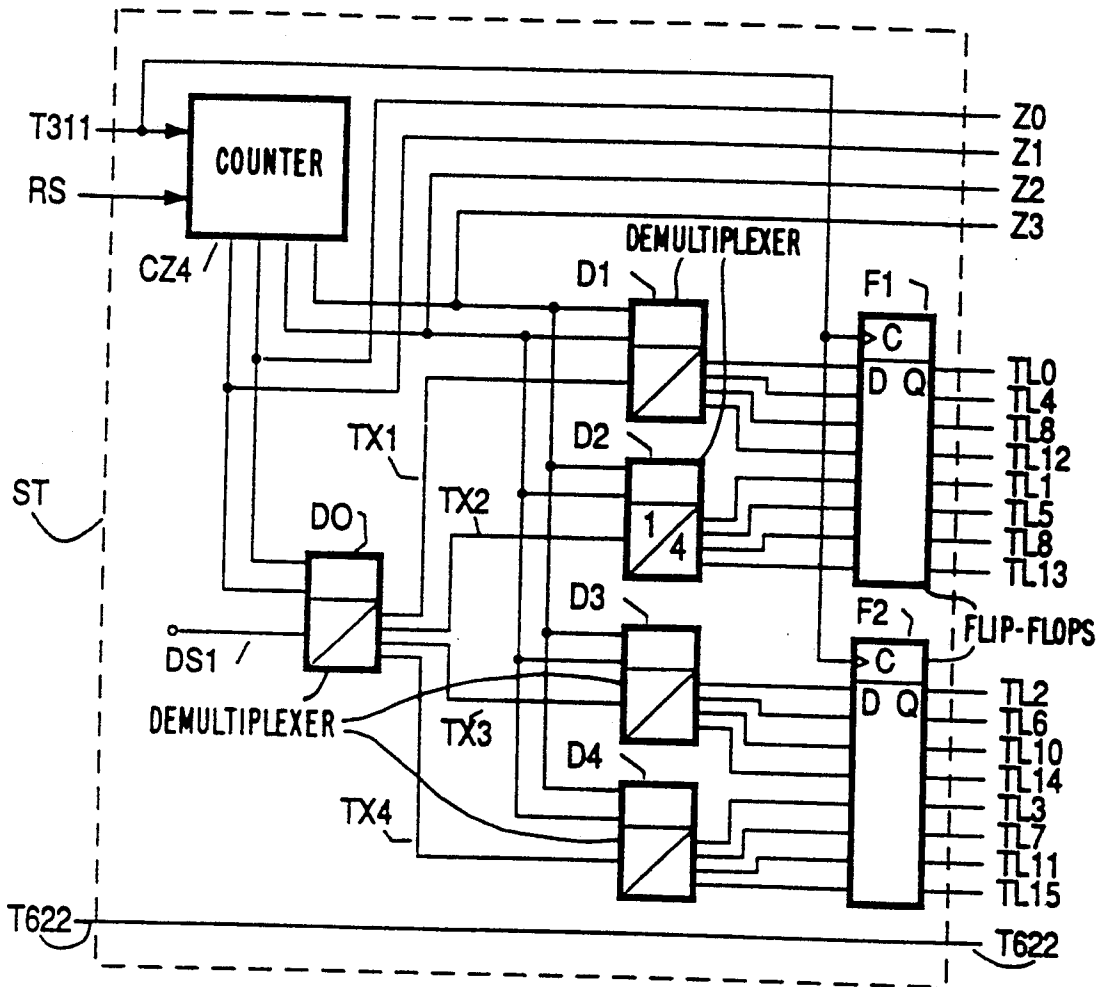 T311
COUNTER
Z0
Z1
RS
Z2
Z3
DEMULTIPLEXER
CZ4
D1
F1
C
D Q
TL0
TL4
TL8
TL12
TL1
TL5
TL8
TL13
TX1
D2
ST
TX2
1
4
DO
D3
F2
FLIP-FLOPS
C
DS1
D Q
TL2
TL6
TL10
TL14
TL3
TL7
TL11
TL15
DEMULTIPLEXER
TX3
D4
TX4
T622
T622